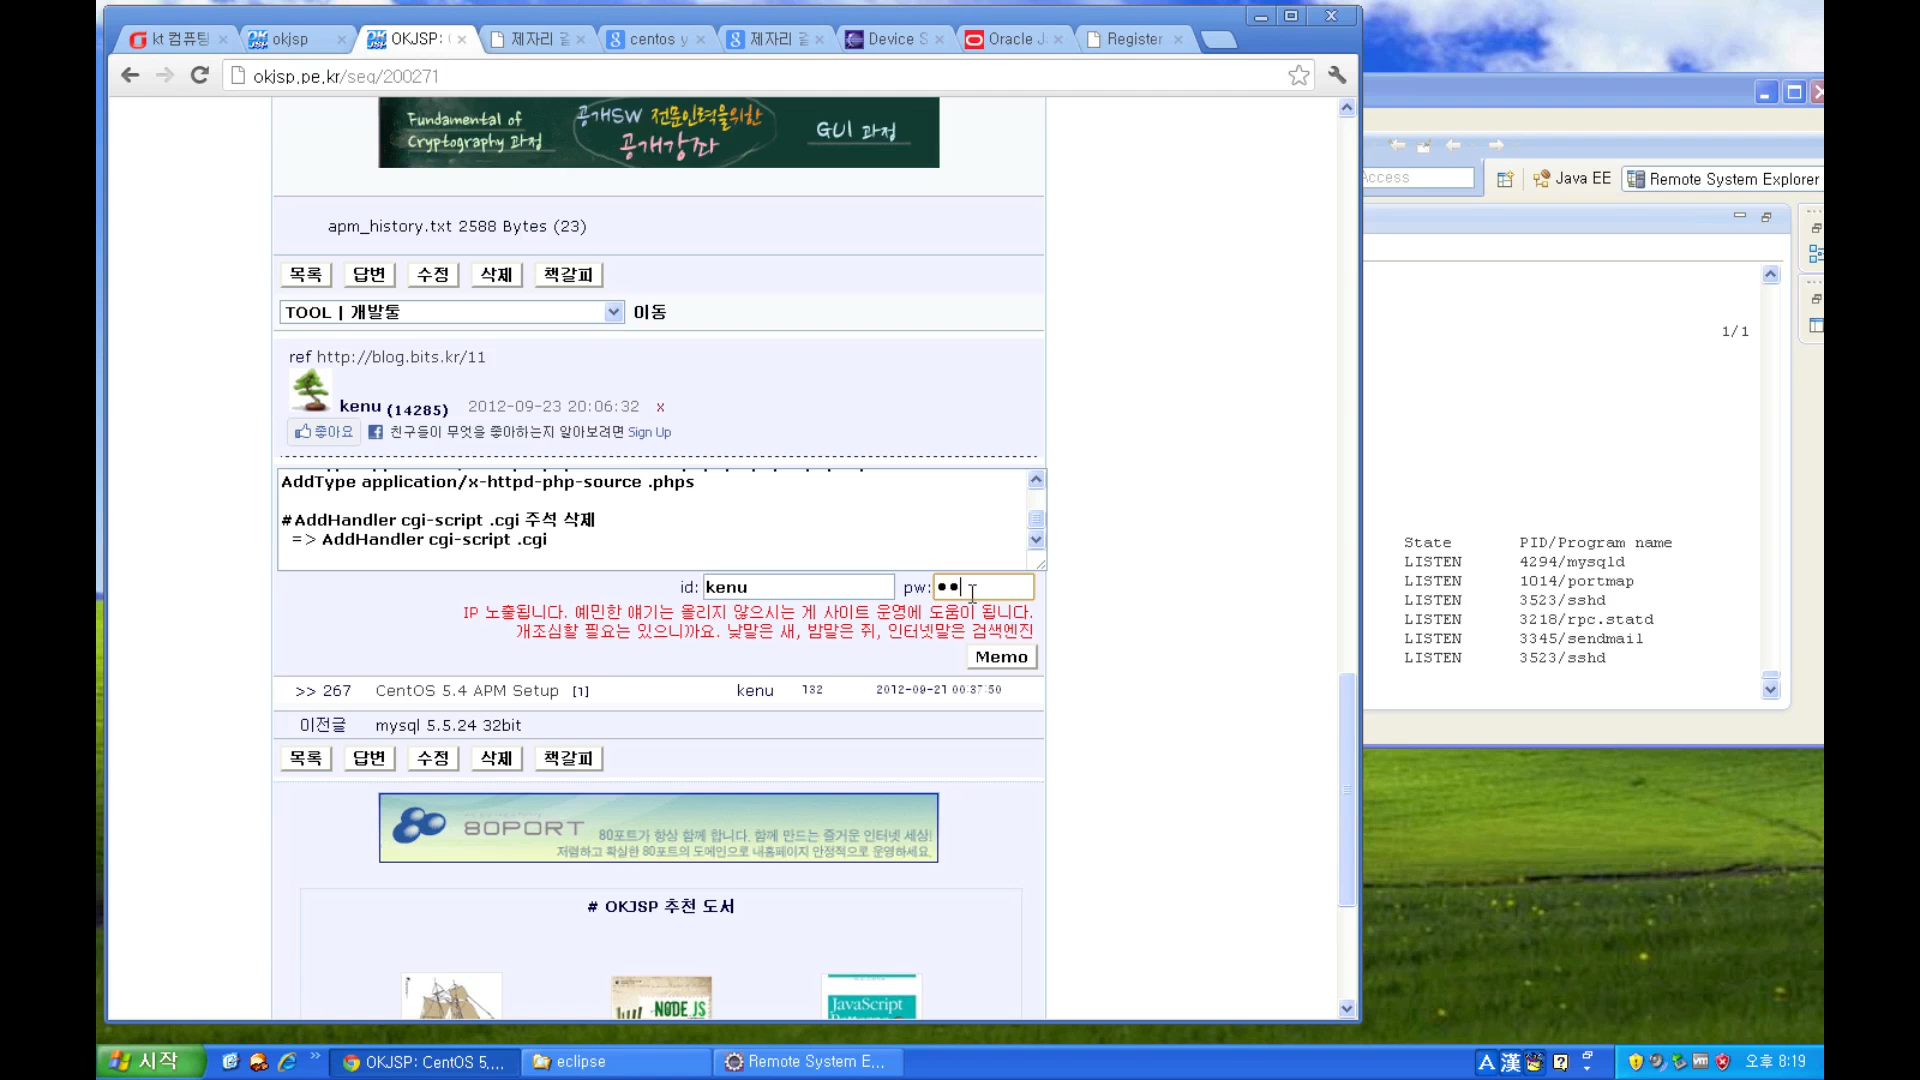 kt 컴퓨팅
okjsp
OKJSP: (
제자리 글
centos y
제자리 글
Device S
Oracle J
Register
okjsp.pe.kr/seq/200271
Fundamental of
Cryptography 과정
공개SW 전문인력을위한
공개강좌
GUI 과정
apm_history.txt 2588 Bytes (23)
목록 답변 수정 삭제 책갈피
TOOL | 개발툴 이동
ref http://blog.bits.kr/11
kenu (14285) 2012-09-23 20:06:32 x
좋아요 친구들이 무엇을 좋아하는지 알아보려면 Sign Up
AddType application/x-httpd-php-source .phps
#AddHandler cgi-script .cgi 주석 삭제
=> AddHandler cgi-script .cgi
id: kenu pw: ●●
IP 노출됩니다. 예민한 얘기는 올리지 않으시는 게 사이트 운영에 도움이 됩니다.
개조심할 필요는 있으니까요. 낮말은 새, 밤말은 쥐, 인터넷말은 검색엔진
Memo
>> 267 CentOS 5.4 APM Setup [1] kenu 132 2012-09-21 00:37:50
이전글 mysql 5.5.24 32bit
목록 답변 수정 삭제 책갈피
80PORT 80포트가 항상 함께 합니다. 함께 만드는 즐거운 인터넷 세상!
저렴하고 확실한 80포트의 도메인으로 내홈페이지 안정적으로 운영하세요.
# OKJSP 추천 도서
NODE JS
JavaScript
Access
Java EE
Remote System Explorer
1/1
State PID/Program name
LISTEN 4294/mysqld
LISTEN 1014/portmap
LISTEN 3523/sshd
LISTEN 3218/rpc.statd
LISTEN 3345/sendmail
LISTEN 3523/sshd
시작
OKJSP: CentOS 5,...
eclipse
Remote System E...
A 漢
오후 8:19